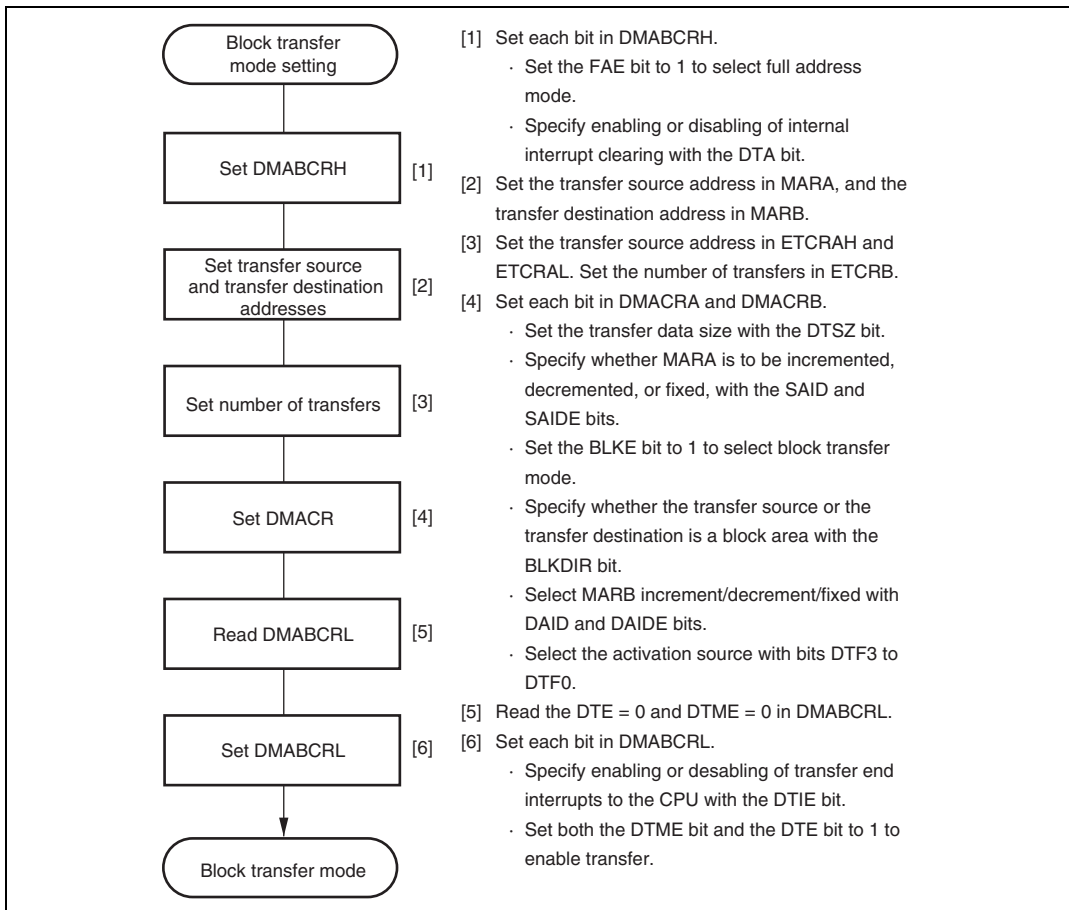 Block transfer
mode setting
Set DMABCRH
[1]
Set transfer source
and transfer destination
addresses
[2]
Set number of transfers
[3]
Set DMACR
[4]
Read DMABCRL
[5]
Set DMABCRL
[6]
Block transfer mode
[1] Set each bit in DMABCRH.
· Set the FAE bit to 1 to select full address
mode.
· Specify enabling or disabling of internal
interrupt clearing with the DTA bit.
[2] Set the transfer source address in MARA, and the
transfer destination address in MARB.
[3] Set the transfer source address in ETCRAH and
ETCRAL. Set the number of transfers in ETCRB.
[4] Set each bit in DMACRA and DMACRB.
· Set the transfer data size with the DTSZ bit.
· Specify whether MARA is to be incremented,
decremented, or fixed, with the SAID and
SAIDE bits.
· Set the BLKE bit to 1 to select block transfer
mode.
· Specify whether the transfer source or the
transfer destination is a block area with the
BLKDIR bit.
· Select MARB increment/decrement/fixed with
DAID and DAIDE bits.
· Select the activation source with bits DTF3 to
DTF0.
[5] Read the DTE = 0 and DTME = 0 in DMABCRL.
[6] Set each bit in DMABCRL.
· Specify enabling or desabling of transfer end
interrupts to the CPU with the DTIE bit.
· Set both the DTME bit and the DTE bit to 1 to
enable transfer.